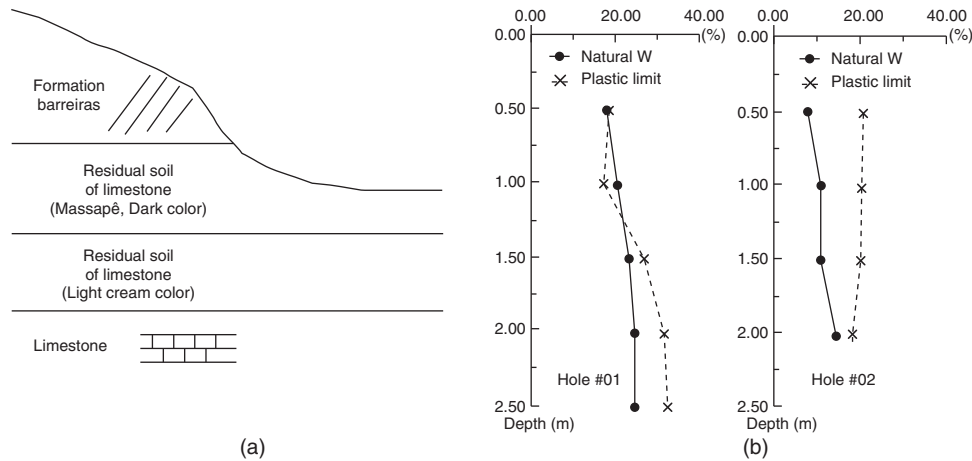 Formation
barreiras
Residual soil
of limestone
(Massapê, Dark color)
Residual soil
of limestone
(Light cream color)
Limestone
(a)
0.00 20.00 40.00
(%)
0.00
Natural W
Plastic limit
0.50
1.00
1.50
2.00
Hole #01
2.50
Depth (m)
0.00 20.00 40.00
(%)
0.00
Natural W
Plastic limit
0.50
1.00
1.50
2.00
Hole #02
2.50
Depth (m)
(b)